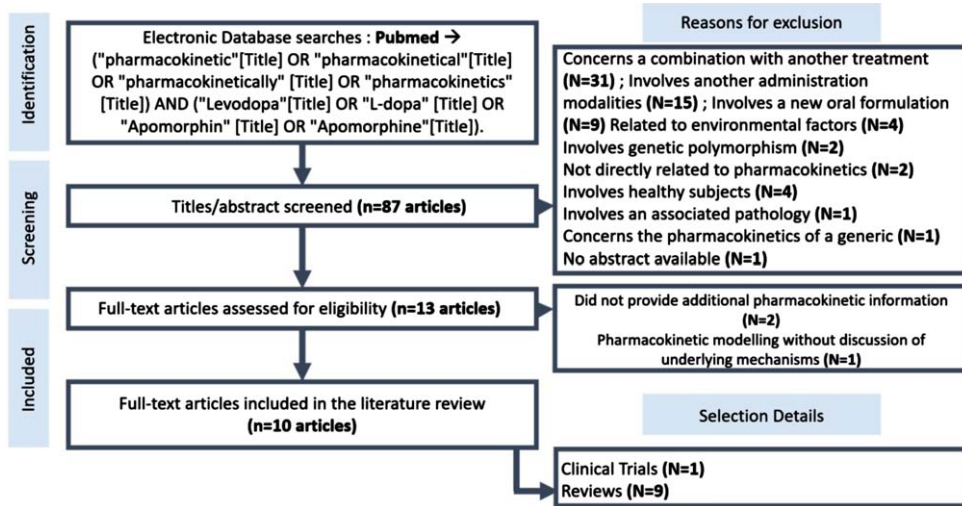 Identification
Electronic Database searches : Pubmed →
("pharmacokinetic"[Title] OR "pharmacokinetical"[Title]
OR "pharmacokinetically" [Title] OR "pharmacokinetics"
[Title]) AND ("Levodopa"[Title] OR "L-dopa" [Title] OR
"Apomorphin" [Title] OR "Apomorphine"[Title]).
Reasons for exclusion
Concerns a combination with another treatment
(N=31) ; Involves another administration
modalities (N=15) ; Involves a new oral formulation
(N=9) Related to environmental factors (N=4)
Involves genetic polymorphism (N=2)
Not directly related to pharmacokinetics (N=2)
Involves healthy subjects (N=4)
Involves an associated pathology (N=1)
Concerns the pharmacokinetics of a generic (N=1)
No abstract available (N=1)
Screening
Titles/abstract screened (n=87 articles)
Full-text articles assessed for eligibility (n=13 articles)
Did not provide additional pharmacokinetic information
(N=2)
Pharmacokinetic modelling without discussion of
underlying mechanisms (N=1)
Included
Full-text articles included in the literature review
(n=10 articles)
Selection Details
Clinical Trials (N=1)
Reviews (N=9)